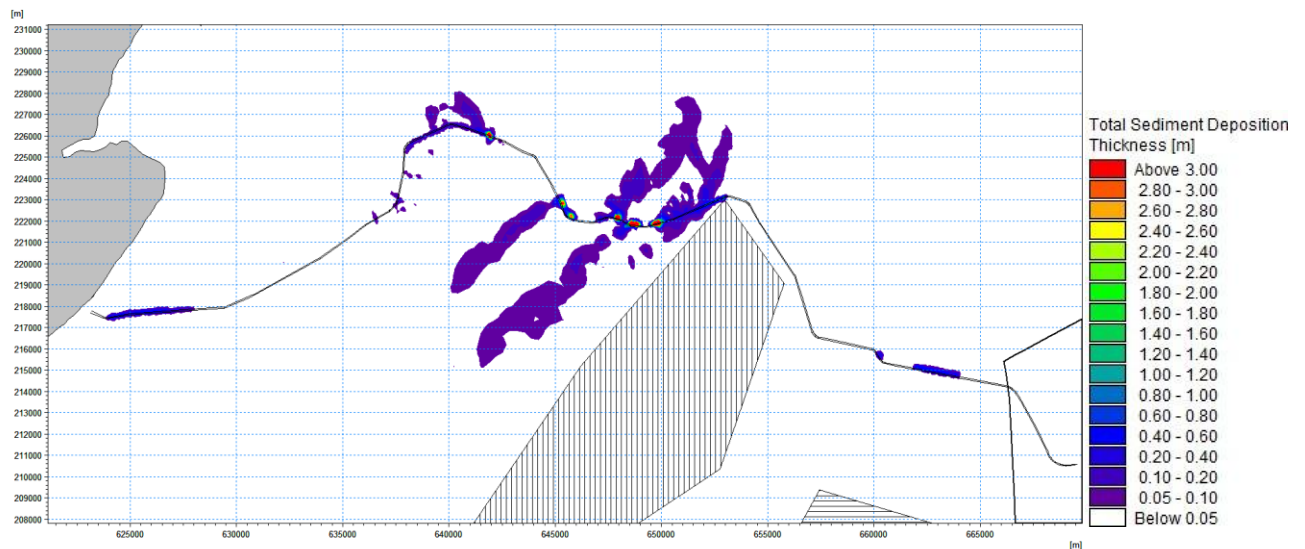 [m]
231000
230000
229000
228000
227000
226000
225000
224000
223000
222000
221000
220000
219000
218000
217000
216000
215000
214000
213000
212000
211000
210000
209000
208000
625000 630000 635000 640000 645000 650000 655000 660000 665000
[m]
Total Sediment Deposition
Thickness [m]
Above 3.00
2.80 - 3.00
2.60 - 2.80
2.40 - 2.60
2.20 - 2.40
2.00 - 2.20
1.80 - 2.00
1.60 - 1.80
1.40 - 1.60
1.20 - 1.40
1.00 - 1.20
0.80 - 1.00
0.60 - 0.80
0.40 - 0.60
0.20 - 0.40
0.10 - 0.20
0.05 - 0.10
Below 0.05